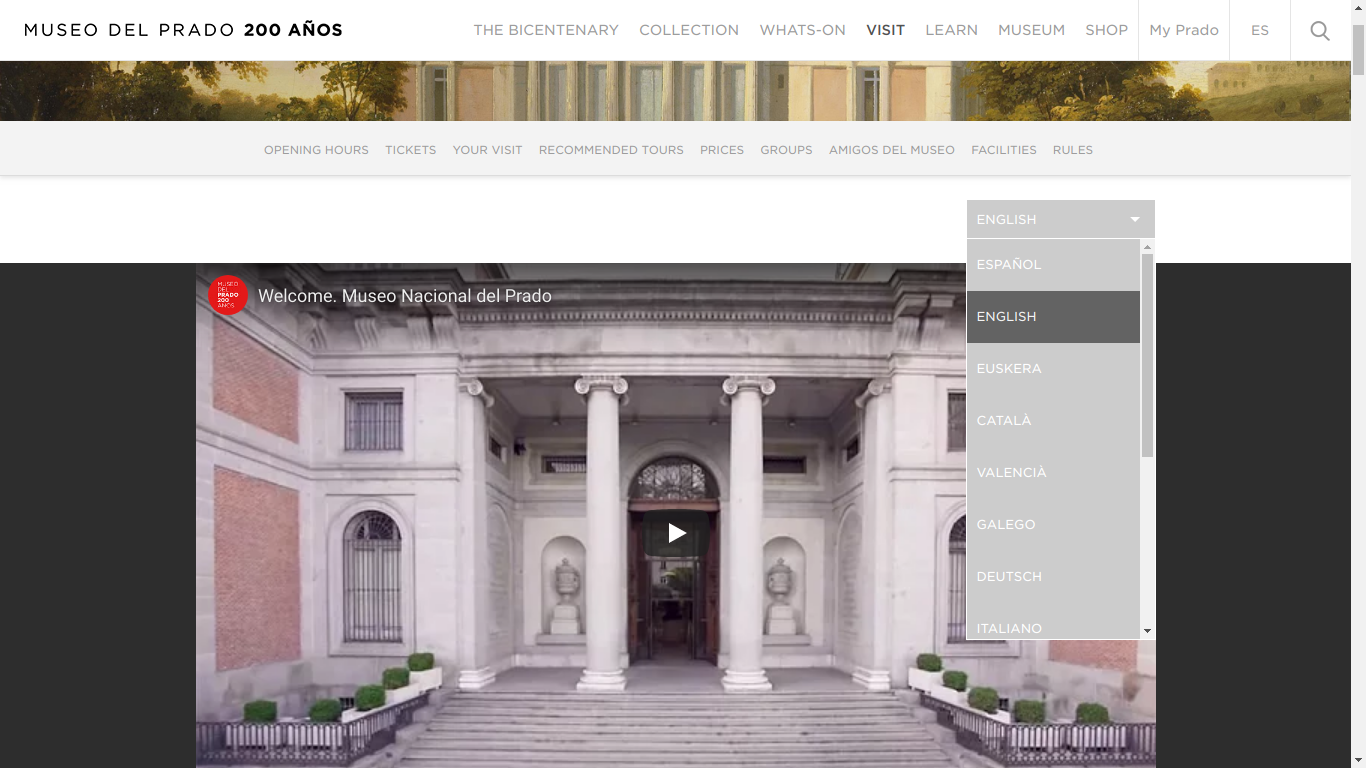 MUSEO DEL PRADO 200 AÑOS
THE BICENTENARY COLLECTION WHATS-ON VISIT LEARN MUSEUM SHOP My Prado ES
OPENING HOURS TICKETS YOUR VISIT RECOMMENDED TOURS PRICES GROUPS AMIGOS DEL MUSEO FACILITIES RULES
ENGLISH
ESPAÑOL
ENGLISH
EUSKERA
CATALÀ
VALENCIÀ
GALEGO
DEUTSCH
ITALIANO
MUSEO
DEL
PRADO
200
AÑOS
Welcome. Museo Nacional del Prado